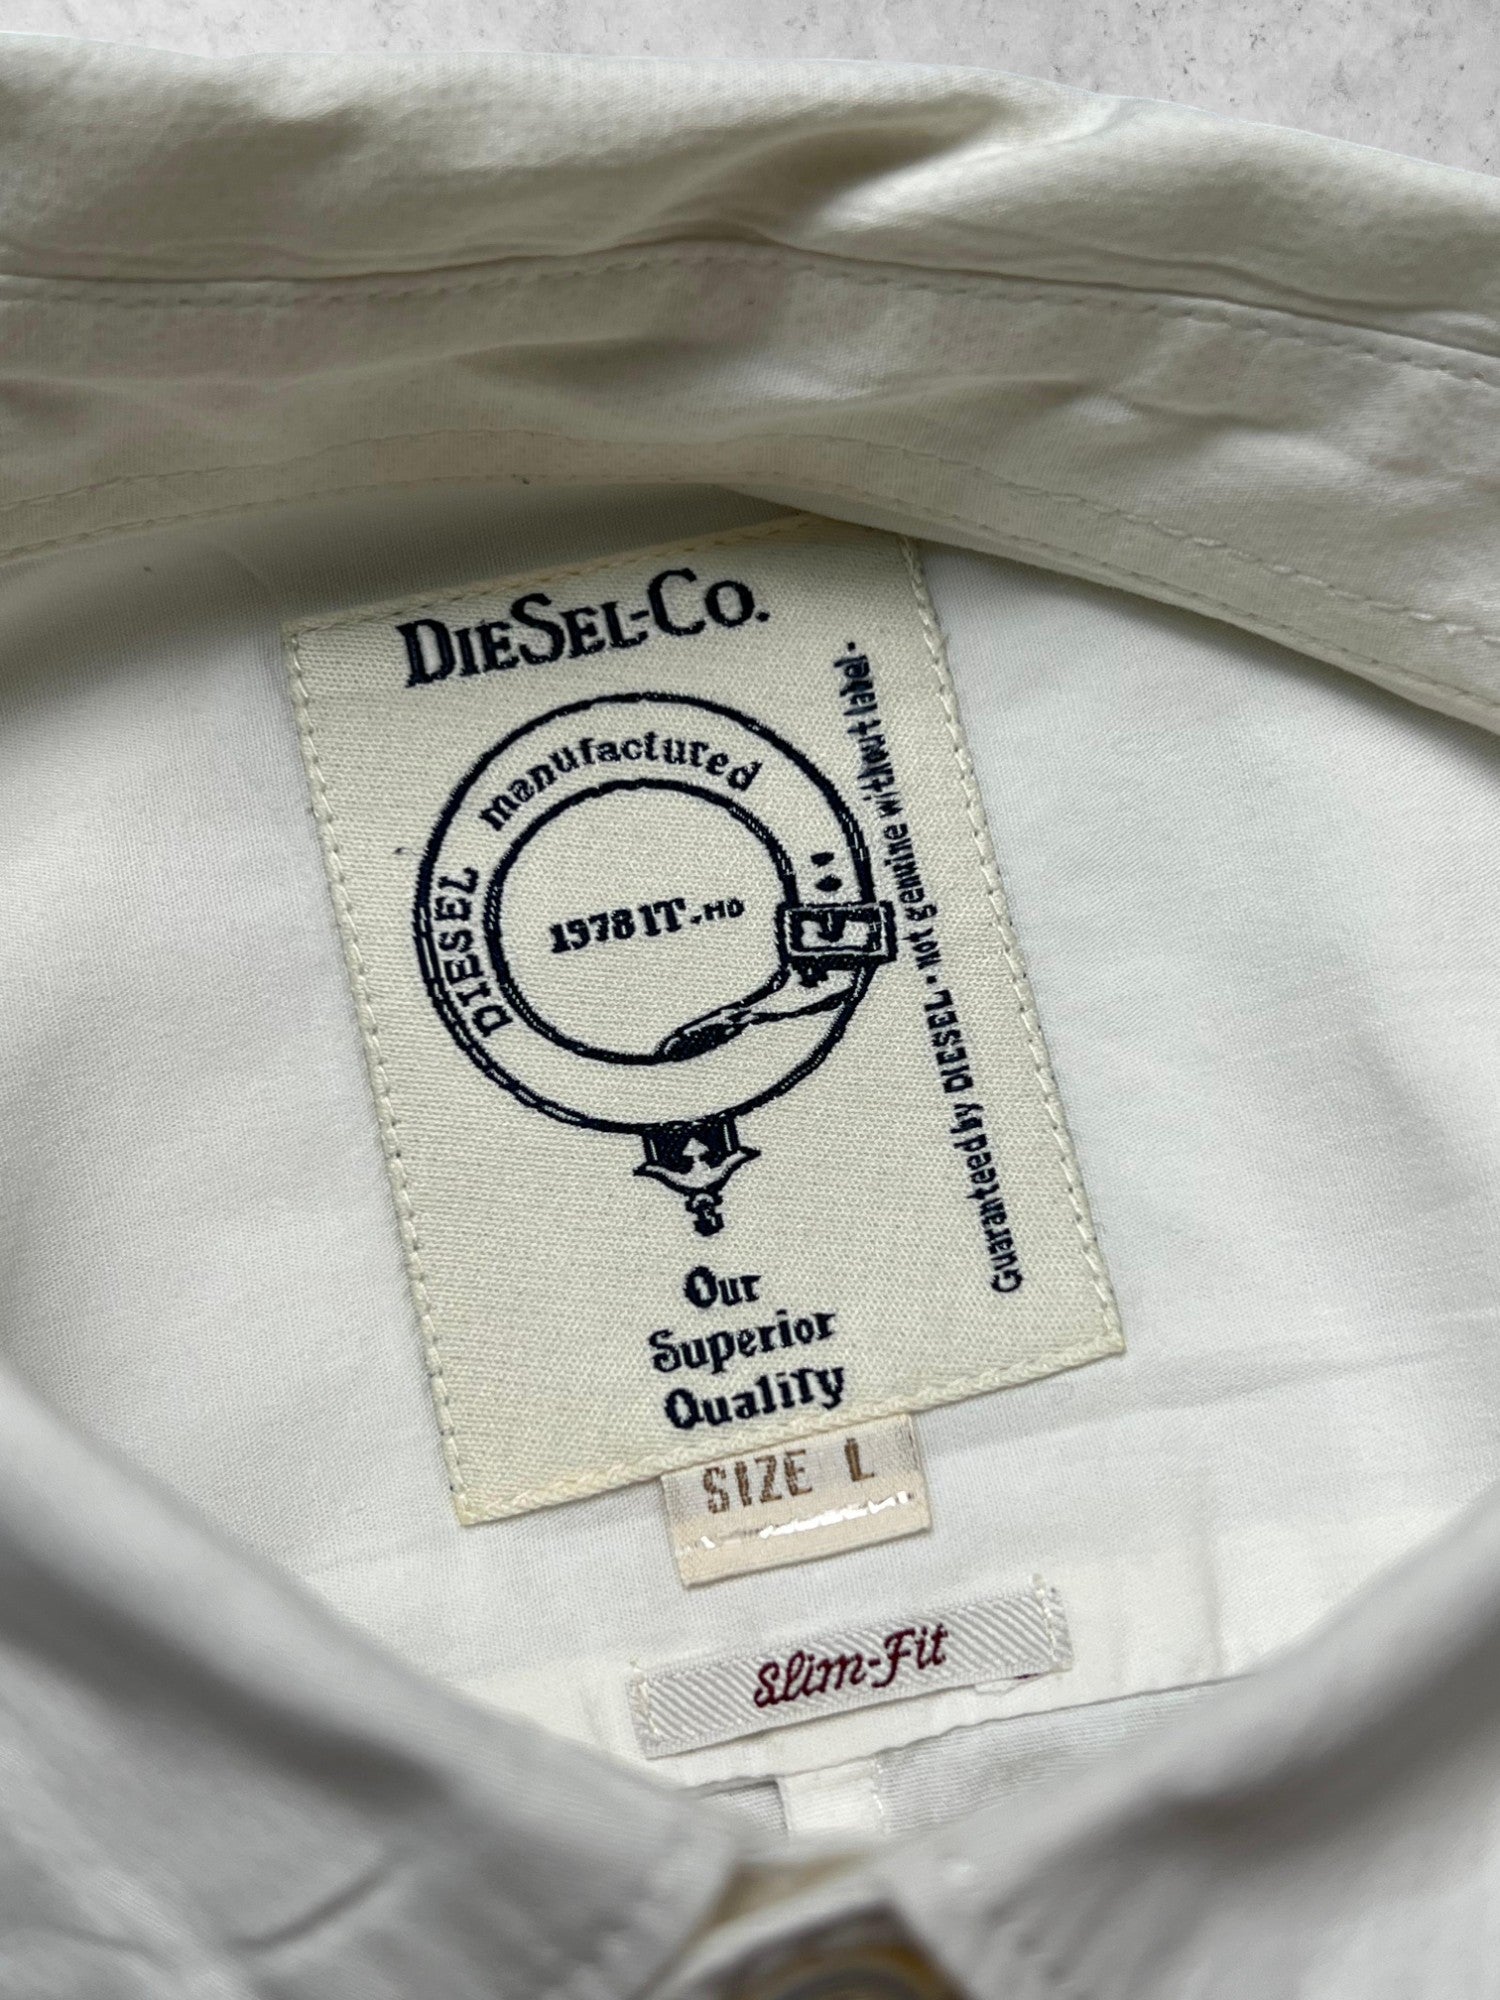 DIESEL-CO.
DIESEL manufactured
1978 IT.-MO
Guaranteed by DIESEL - not genuine without label -
Our
Superior
Quality
SIZE L
Slim-Fit